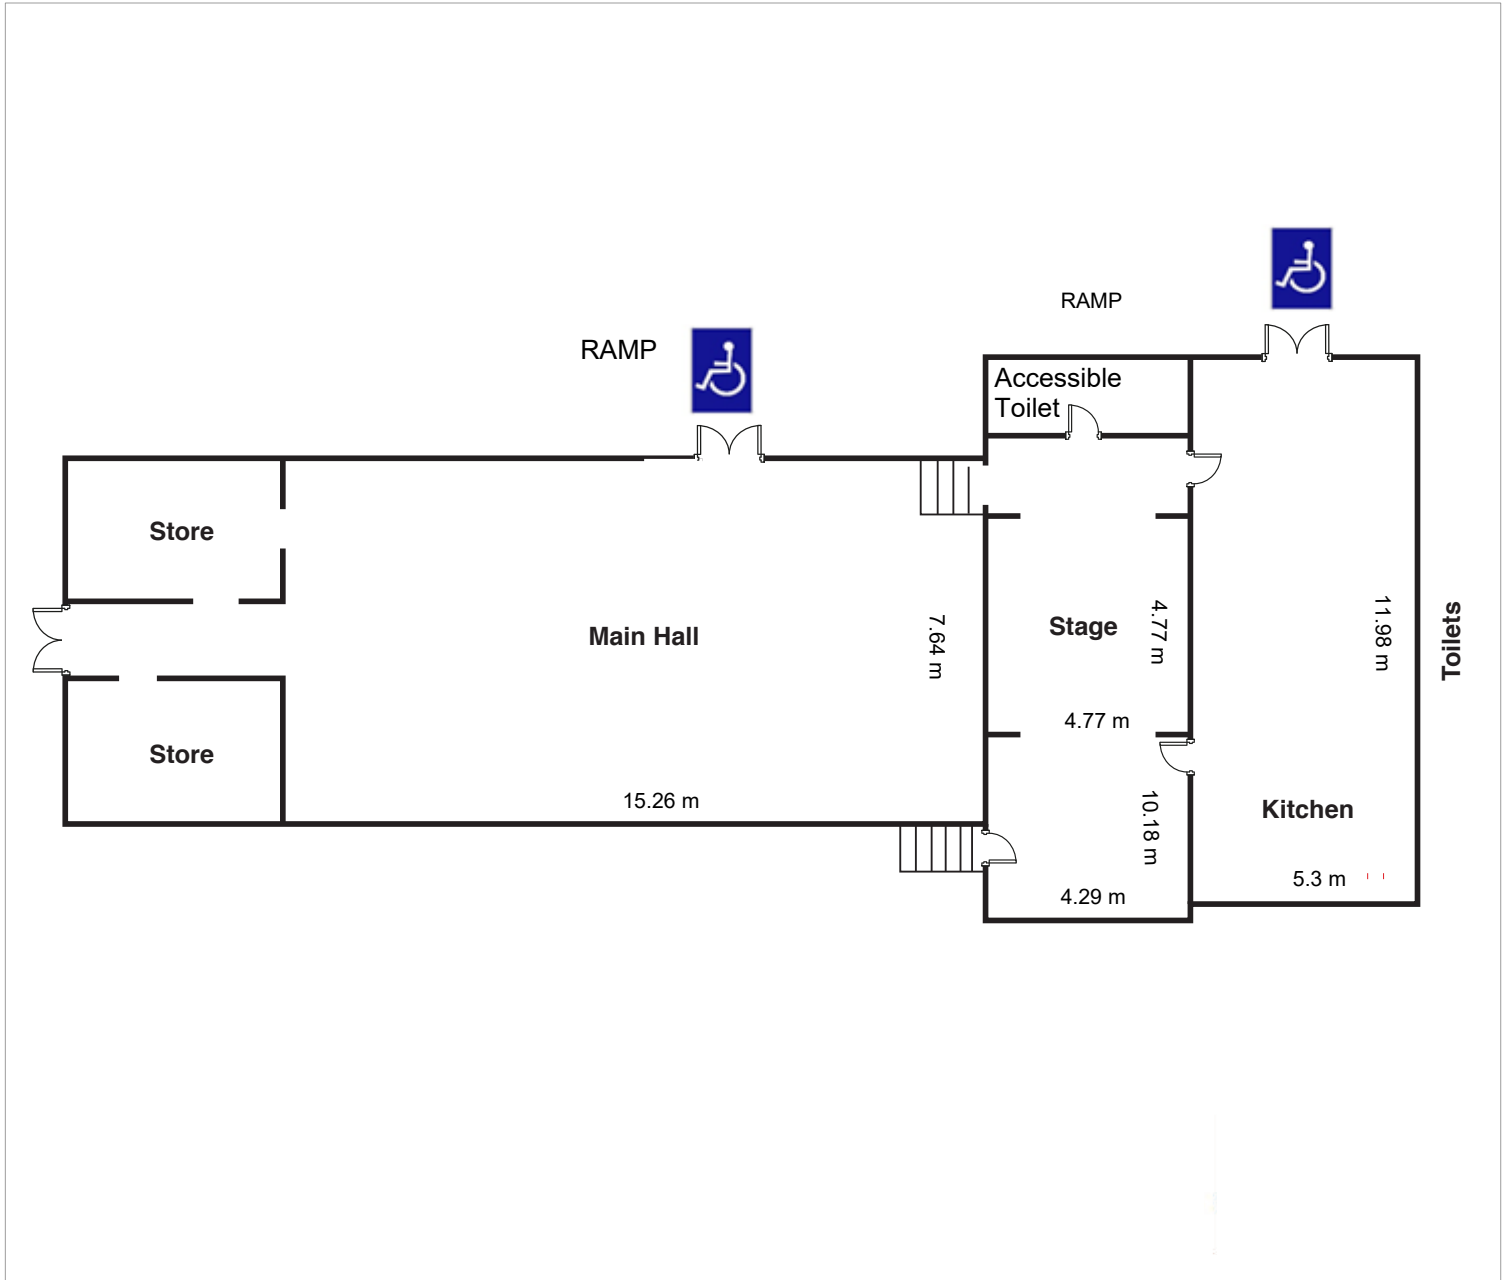 RAMP
RAMP
Accessible
Toilet
Store
Main Hall
7.64 m
Stage
4.77 m
11.98 m
Toilets
4.77 m
Store
15.26 m
10.18 m
Kitchen
5.3 m
4.29 m